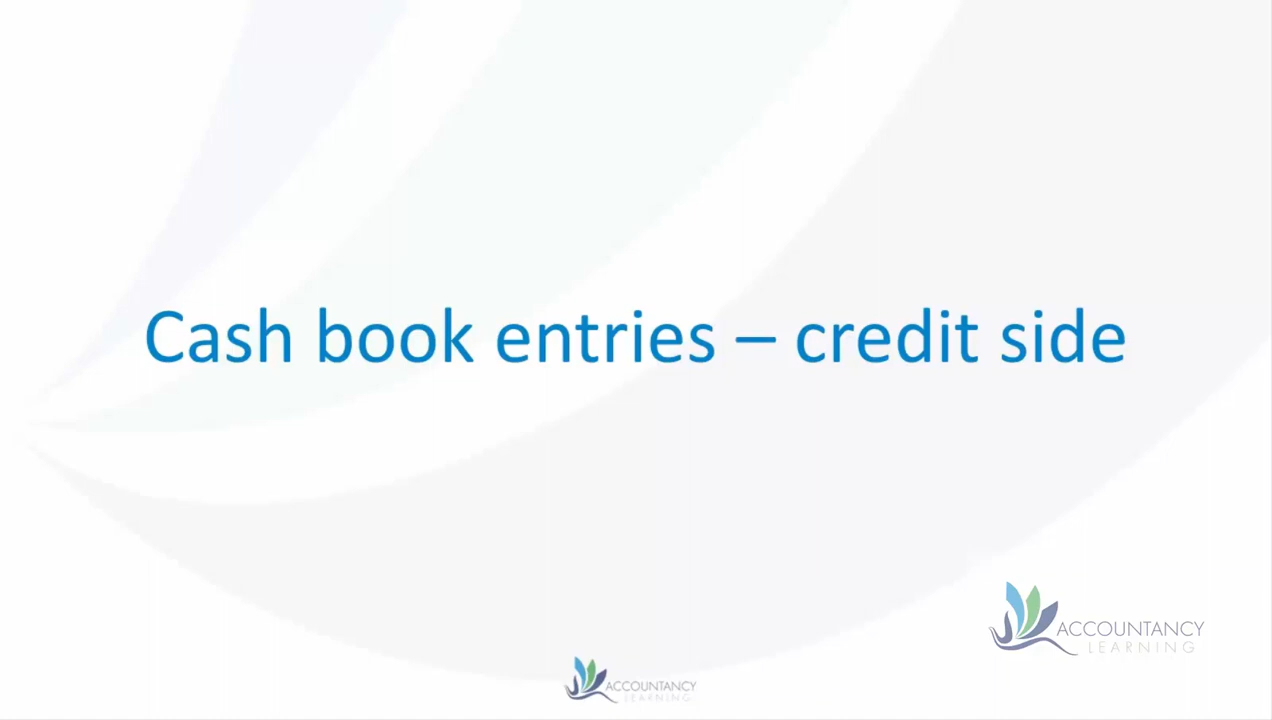 Cash book entries – credit side
ACCOUNTANCY
LEARNING
ACCOUNTANCY
LEARNING